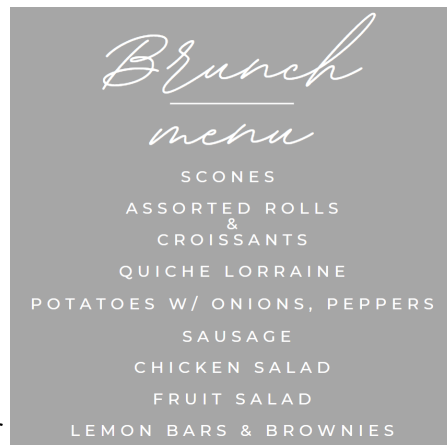 Brunch
menu
SCONES
ASSORTED ROLLS
&
CROISSANTS
QUICHE LORRAINE
POTATOES W/ ONIONS, PEPPERS
SAUSAGE
CHICKEN SALAD
FRUIT SALAD
LEMON BARS & BROWNIES